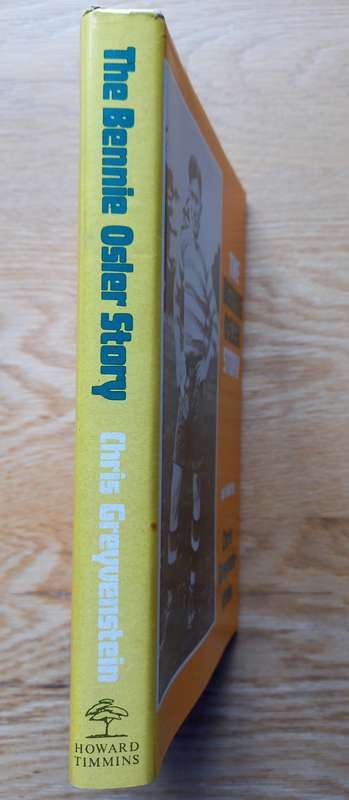 The Bennie Osler Story
Chris Greyvenstein
HOWARD
TIMMINS